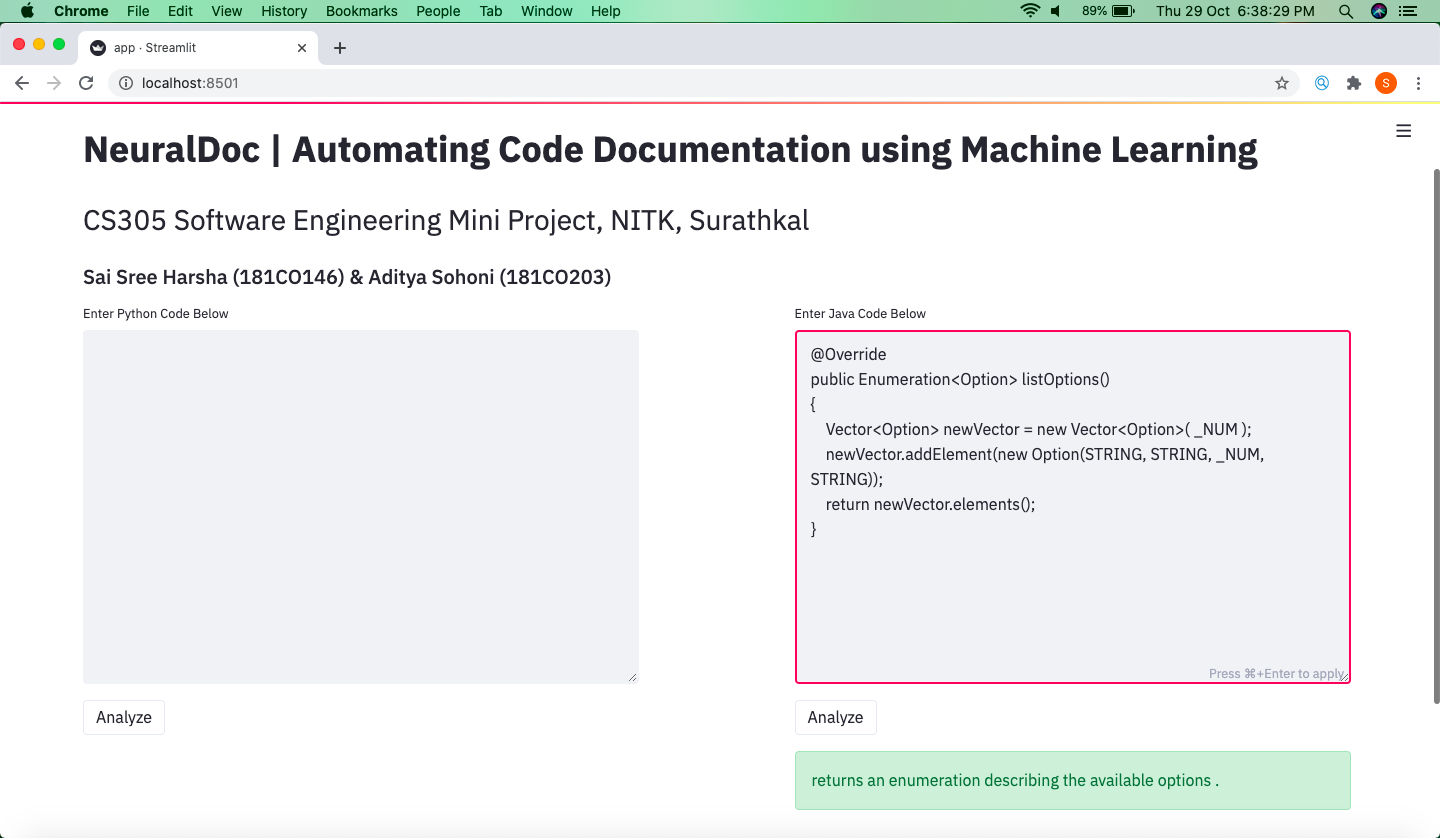 Chrome File Edit View History Bookmarks People Tab Window Help 89% Thu 29 Oct 6:38:29 PM
app · Streamlit
localhost:8501 S
NeuralDoc | Automating Code Documentation using Machine Learning
CS305 Software Engineering Mini Project, NITK, Surathkal
Sai Sree Harsha (181CO146) & Aditya Sohoni (181CO203)
Enter Python Code Below
Analyze
Enter Java Code Below
@Override
public Enumeration<Option> listOptions()
{
    Vector<Option> newVector = new Vector<Option>( _NUM );
    newVector.addElement(new Option(STRING, STRING, _NUM,
STRING));
    return newVector.elements();
}
Press ⌘+Enter to apply
Analyze
returns an enumeration describing the available options .